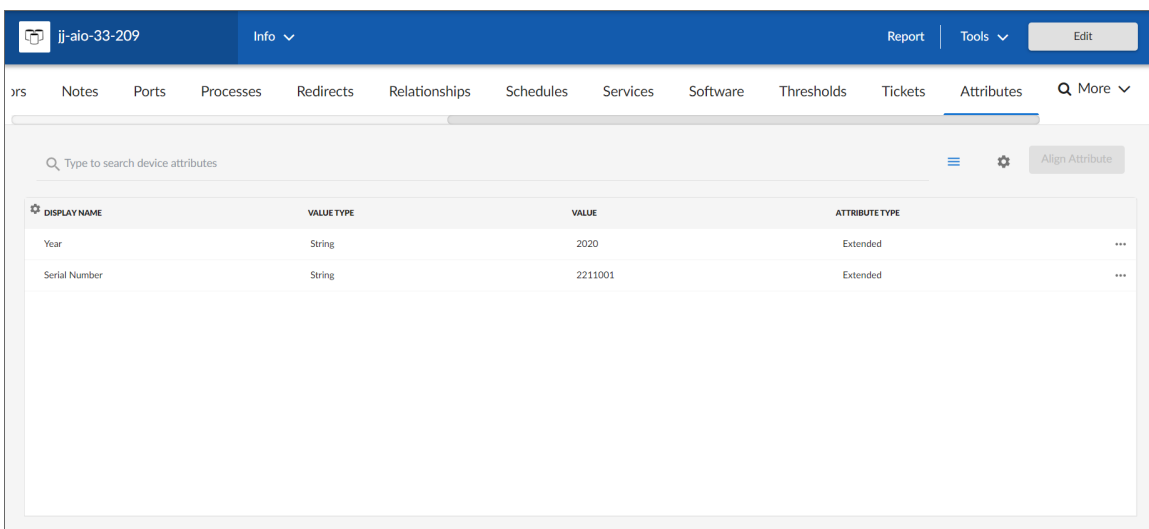 jj-aio-33-209 Info Report Tools Edit
ors Notes Ports Processes Redirects Relationships Schedules Services Software Thresholds Tickets Attributes More
Type to search device attributes Align Attribute
DISPLAY NAME VALUE TYPE VALUE ATTRIBUTE TYPE
Year String 2020 Extended
Serial Number String 2211001 Extended